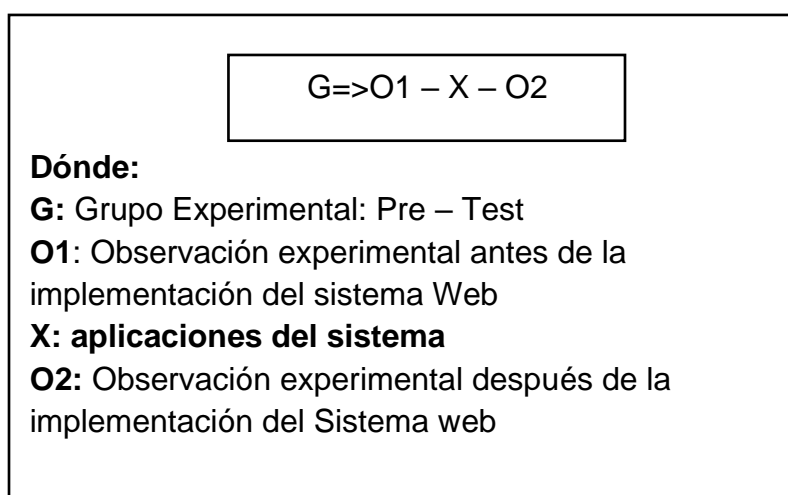 G=>O1 – X – O2
Dónde:
G: Grupo Experimental: Pre – Test
O1: Observación experimental antes de la
implementación del sistema Web
X: aplicaciones del sistema
O2: Observación experimental después de la
implementación del Sistema web